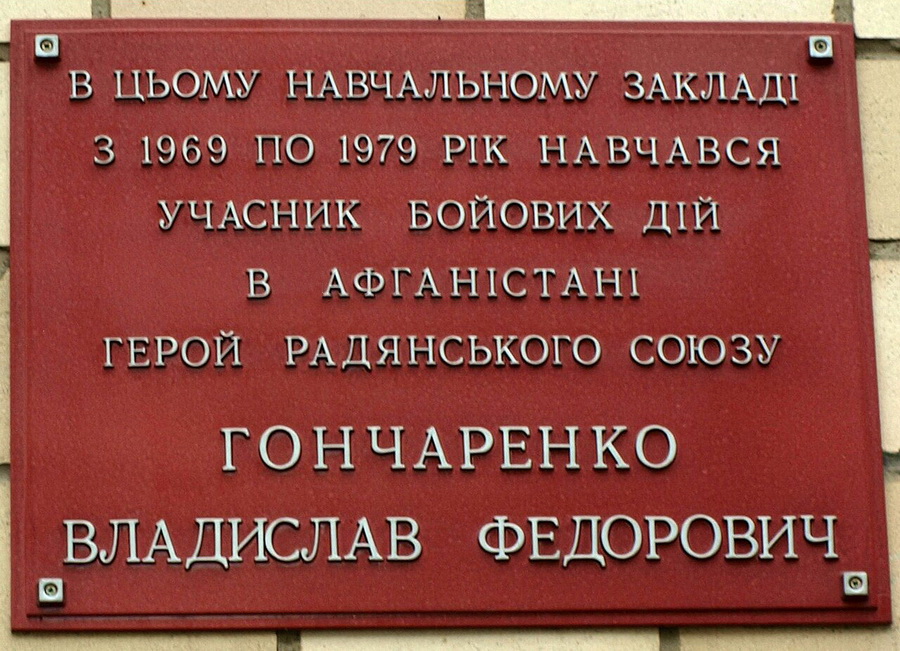 В ЦЬОМУ НАВЧАЛЬНОМУ ЗАКЛАДІ
З 1969 ПО 1979 РІК НАВЧАВСЯ
УЧАСНИК БОЙОВИХ ДІЙ
В АФГАНІСТАНІ
ГЕРОЙ РАДЯНСЬКОГО СОЮЗУ
ГОНЧАРЕНКО
ВЛАДИСЛАВ ФЕДОРОВИЧ